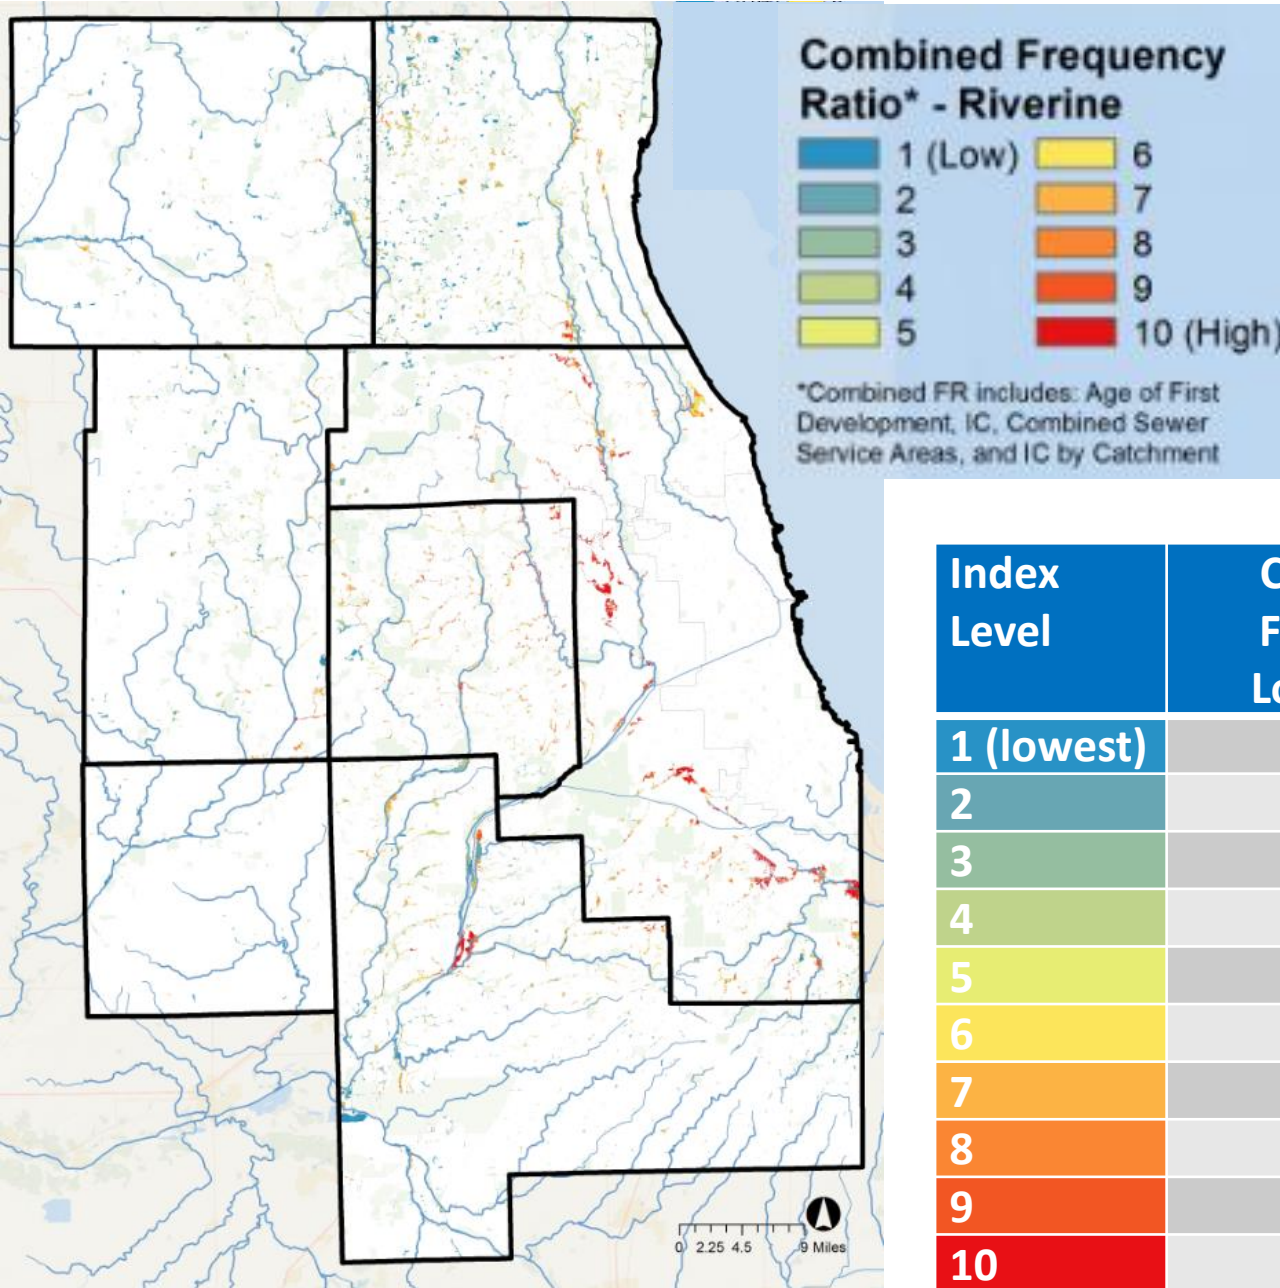 Combined Frequency
Ratio* - Riverine
1 (Low)
2
3
4
5
6
7
8
9
10 (High)
*Combined FR includes: Age of First
Development, IC, Combined Sewer
Service Areas, and IC by Catchment
Index
Level
C
F
Lo
1 (lowest)
2
3
4
5
6
7
8
9
10
0 2.25 4.5 9 Miles